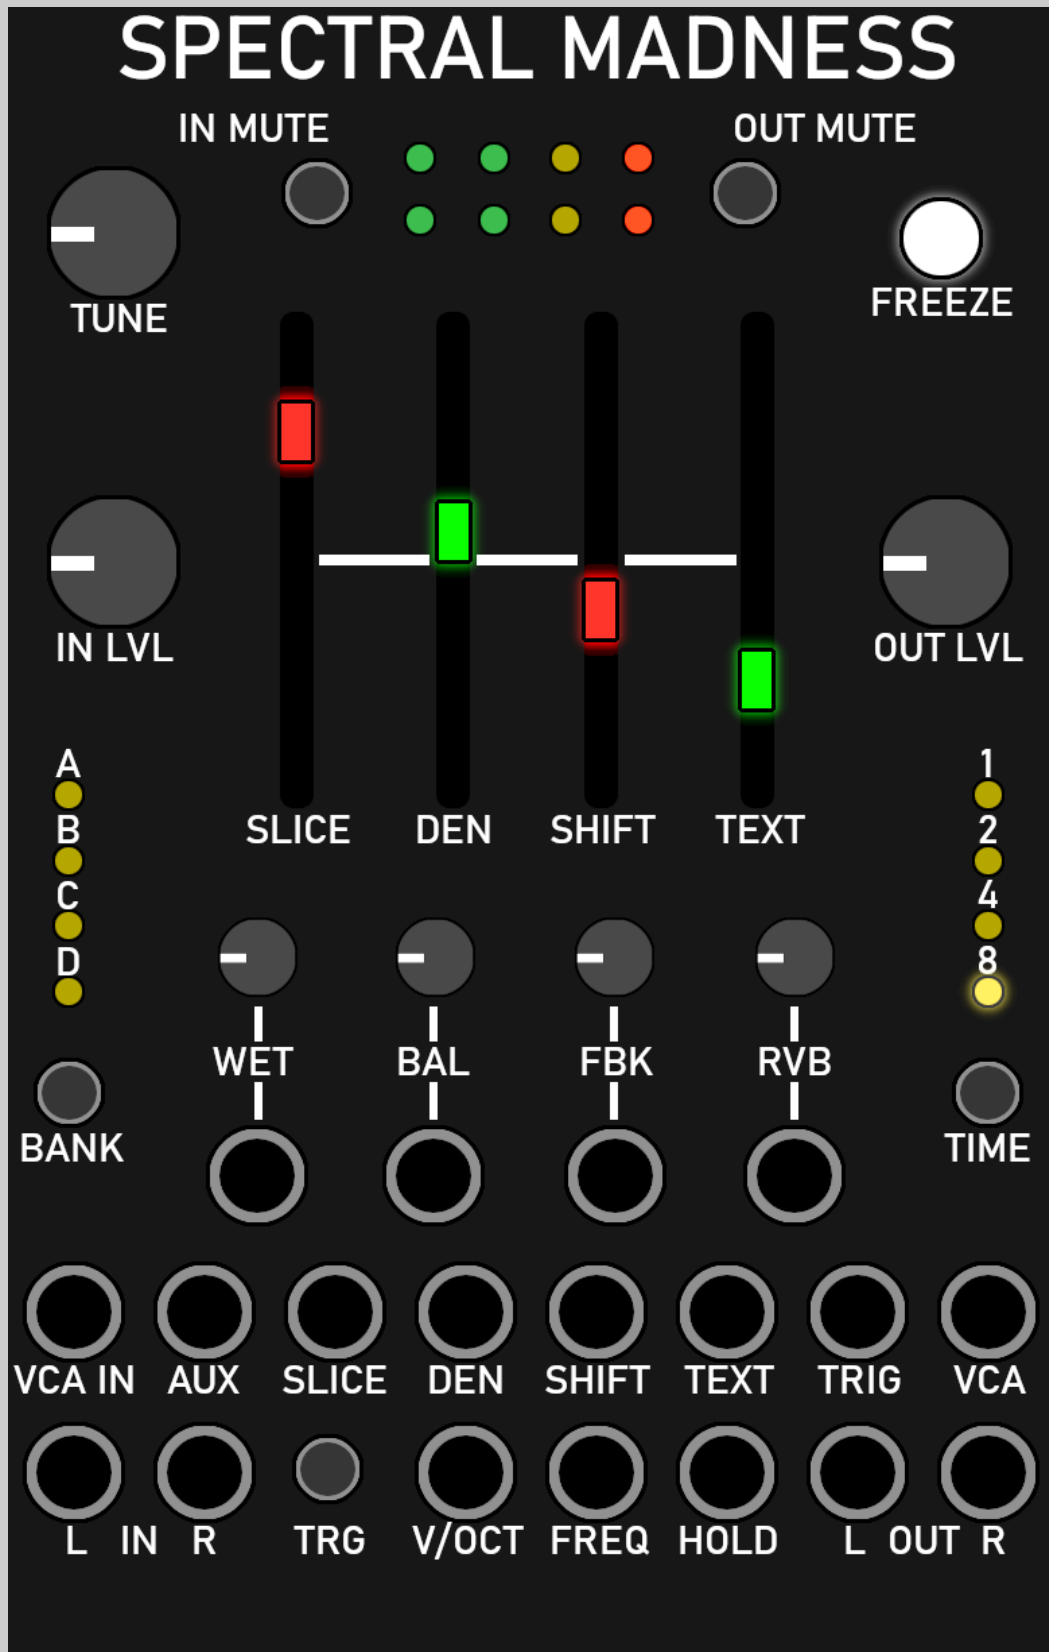 SPECTRAL MADNESS
IN MUTE OUT MUTE
TUNE FREEZE
IN LVL OUT LVL
A 1
B 2
C 4
D 8
SLICE DEN SHIFT TEXT
WET BAL FBK RVB
BANK TIME
VCA IN AUX SLICE DEN SHIFT TEXT TRIG VCA
L IN R TRG V/OCT FREQ HOLD L OUT R